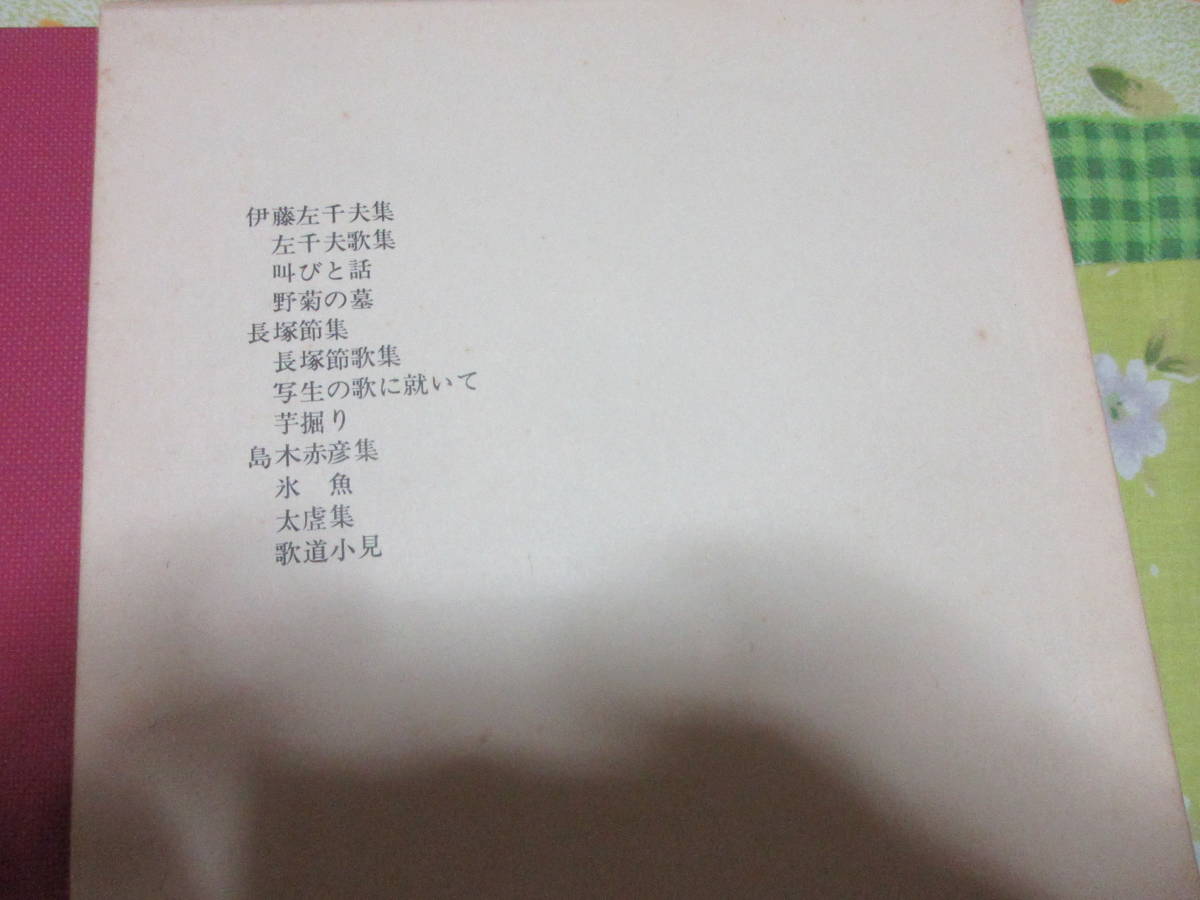 伊藤左千夫集
左千夫歌集
叫びと話
野菊の墓
長塚節集
長塚節歌集
写生の歌に就いて
芋掘り
島木赤彦集
氷　魚
太虗集
歌道小見